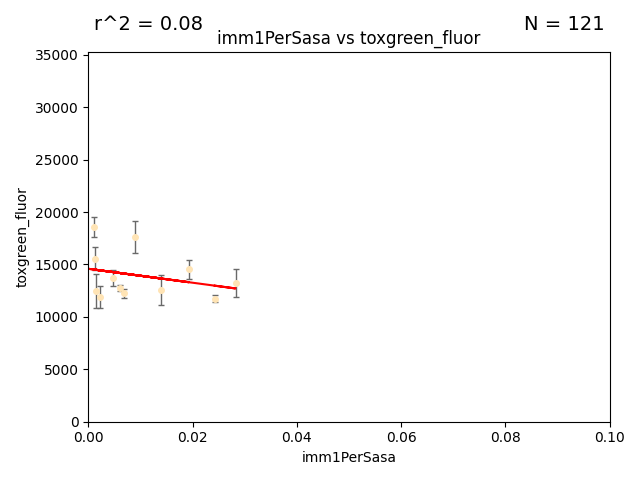 r^2 = 0.08
N = 121
imm1PerSasa vs toxgreen_fluor
35000
30000
25000
20000
15000
10000
5000
0
toxgreen_fluor
0.00
0.02
0.04
0.06
0.08
0.10
imm1PerSasa